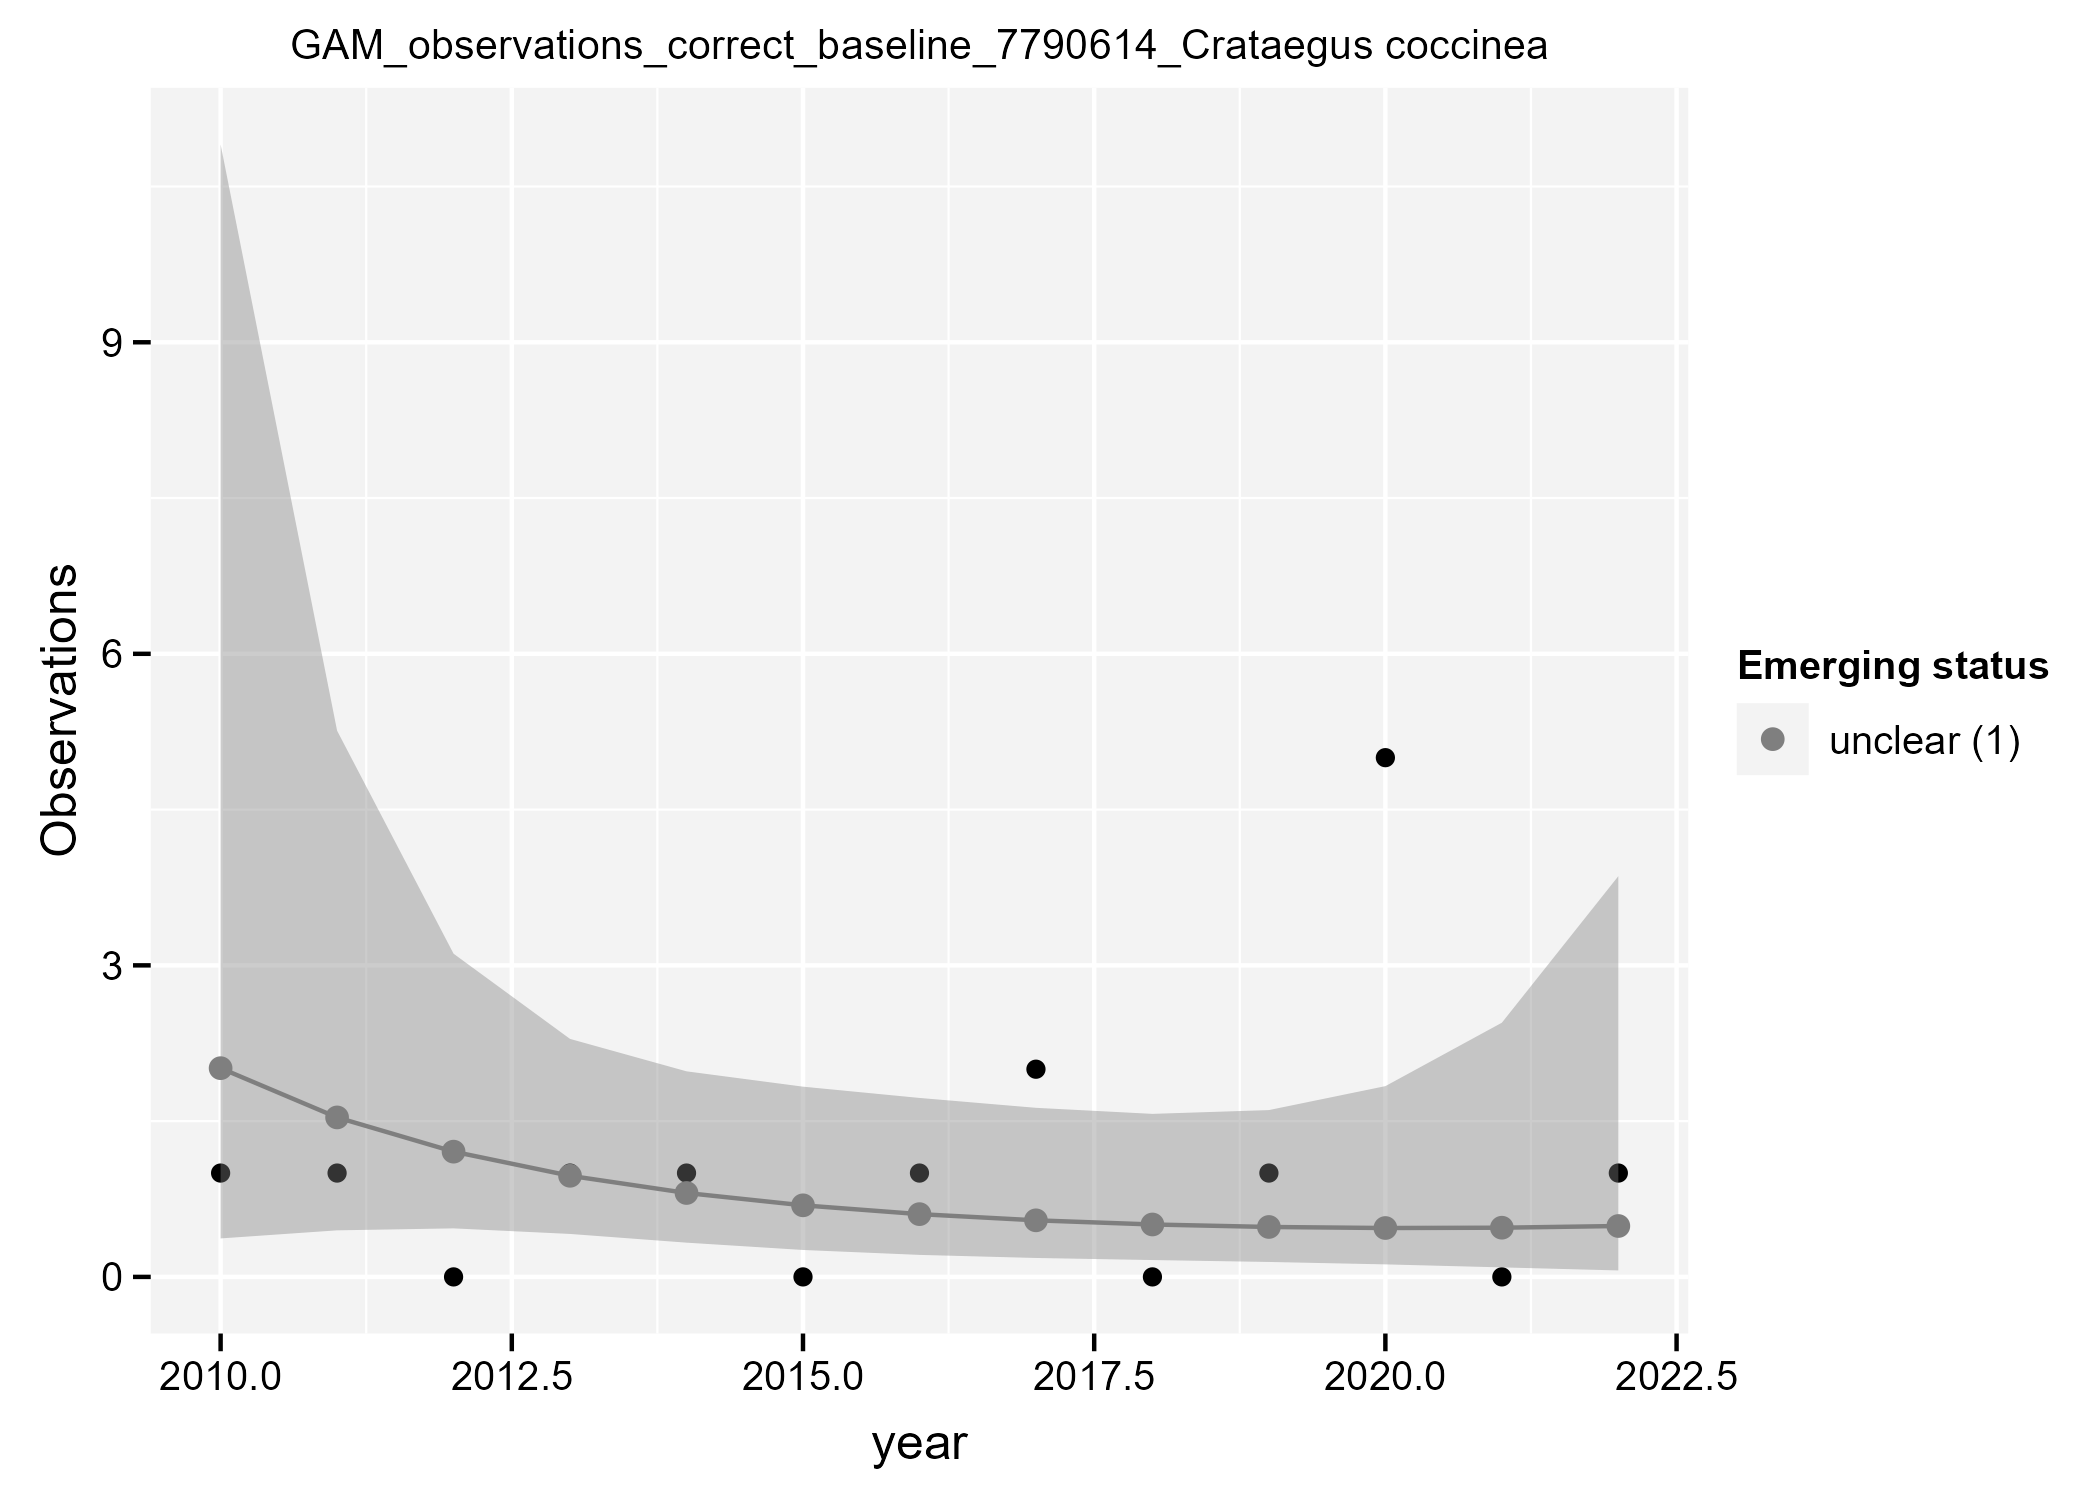 GAM_observations_correct_baseline_7790614_Crataegus coccinea
Observations
9
6
3
0
2010.0
2012.5
2015.0
2017.5
2020.0
2022.5
year
Emerging status
unclear (1)